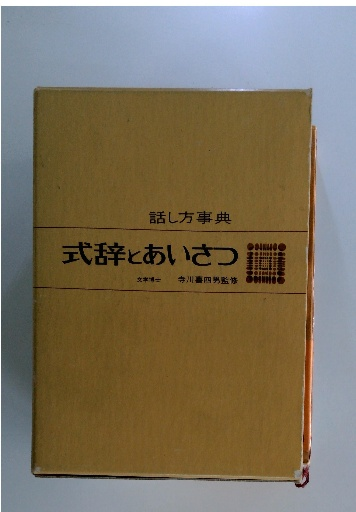 話し方事典
式辞とあいさつ
文学博士 寺川喜四男監修